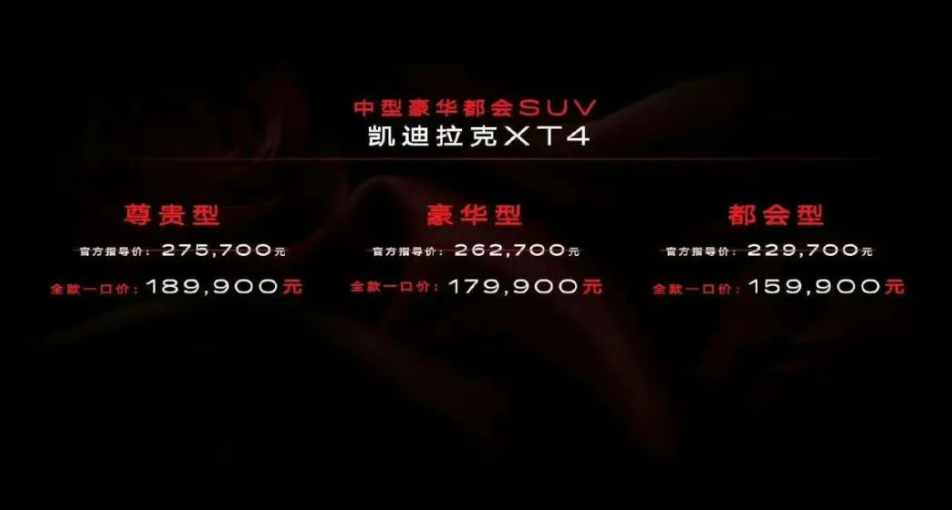 中型豪华都会SUV
凯迪拉克XT4
尊贵型
官方指导价：275,700元
全款一口价：189,900元
豪华型
官方指导价：262,700元
全款一口价：179,900元
都会型
官方指导价：229,700元
全款一口价：159,900元